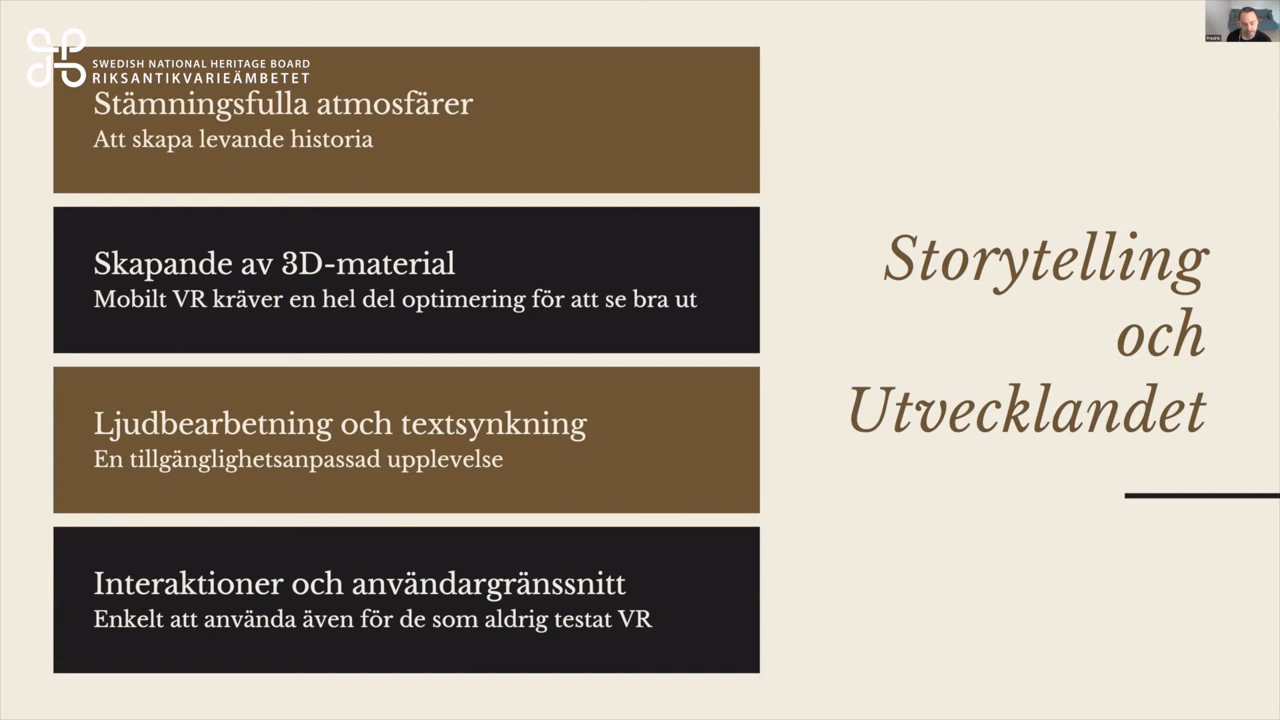 SWEDISH NATIONAL HERITAGE BOARD
RIKSANTIKVARIEÄMBETET
Stämningsfulla atmosfärer
Att skapa levande historia
Skapande av 3D-material
Mobilt VR kräver en hel del optimering för att se bra ut
Ljudbearbetning och textsynkning
En tillgänglighetsanpassad upplevelse
Interaktioner och användargränssnitt
Enkelt att använda även för de som aldrig testat VR
Storytelling
och
Utvecklandet
Fredrik